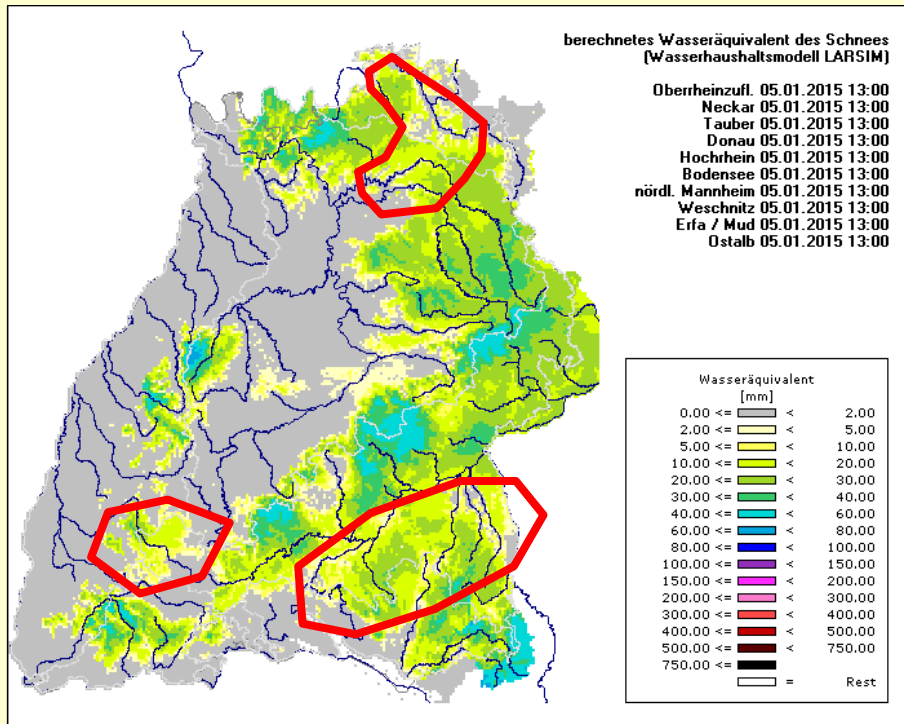 berechnetes Wasseräquivalent des Schnees
(Wasserhaushaltsmodell LARSIM)
Oberrheinzufl. 05.01.2015 13:00
Neckar 05.01.2015 13:00
Tauber 05.01.2015 13:00
Donau 05.01.2015 13:00
Hochrhein 05.01.2015 13:00
Bodensee 05.01.2015 13:00
nördl. Mannheim 05.01.2015 13:00
Weschnitz 05.01.2015 13:00
Erfa / Mud 05.01.2015 13:00
Ostalb 05.01.2015 13:00
Wasseräquivalent
[mm]
0.00 <= < 2.00
2.00 <= < 5.00
5.00 <= < 10.00
10.00 <= < 20.00
20.00 <= < 30.00
30.00 <= < 40.00
40.00 <= < 60.00
60.00 <= < 80.00
80.00 <= < 100.00
100.00 <= < 150.00
150.00 <= < 200.00
200.00 <= < 300.00
300.00 <= < 400.00
400.00 <= < 500.00
500.00 <= < 750.00
750.00 <=
= Rest